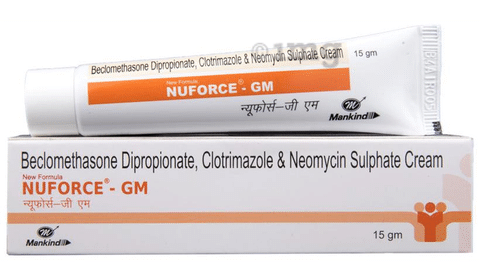 1mg
Beclomethasone Dipropionate, Clotrimazole & Neomycin Sulphate Cream
15 gm
New Formula
NUFORCE® - GM
न्यूफोर्स-जी एम
Mankind
Beclomethasone Dipropionate, Clotrimazole & Neomycin Sulphate Cream
New Formula
NUFORCE® - GM
न्यूफोर्स-जी एम
Mankind
15 gm